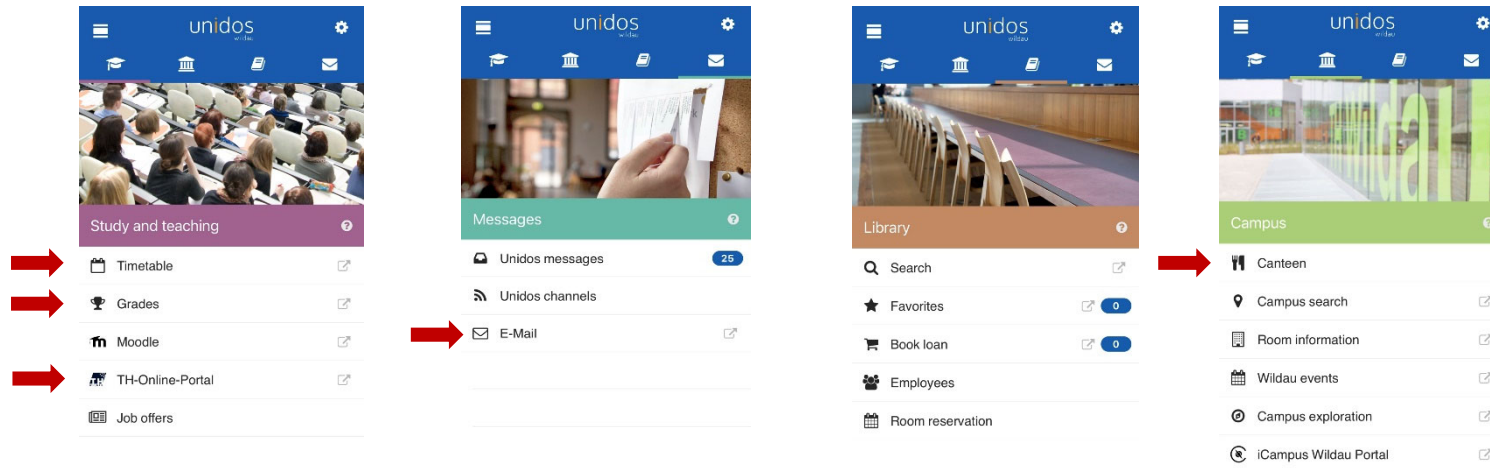 unidos
wildau
Study and teaching
Timetable
Grades
Moodle
TH-Online-Portal
Job offers
unidos
wildau
Messages
Unidos messages 25
Unidos channels
E-Mail
unidos
wildau
Library
Search
Favorites 0
Book loan 0
Employees
Room reservation
unidos
wildau
wildau
Campus
Canteen
Campus search
Room information
Wildau events
Campus exploration
iCampus Wildau Portal